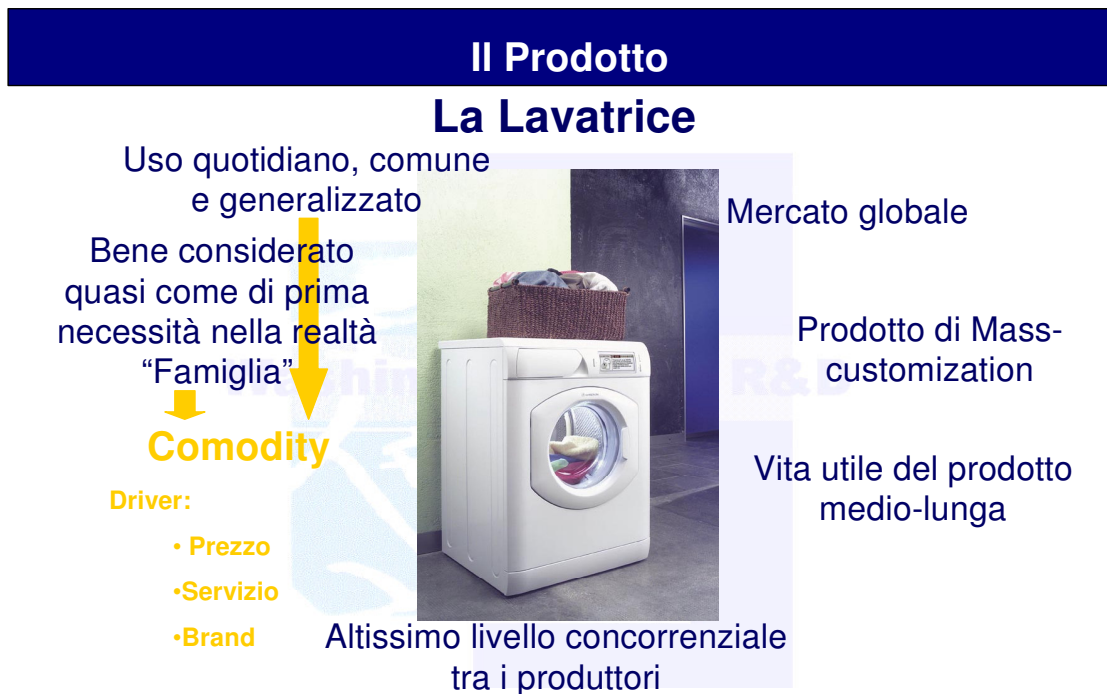 Il Prodotto
La Lavatrice
Uso quotidiano, comune
e generalizzato
Bene considerato
quasi come di prima
necessità nella realtà
“Famiglia”
Comodity
Driver:
• Prezzo
•Servizio
•Brand
Mercato globale
Prodotto di Mass-
customization
Vita utile del prodotto
medio-lunga
Altissimo livello concorrenziale
tra i produttori
R&D